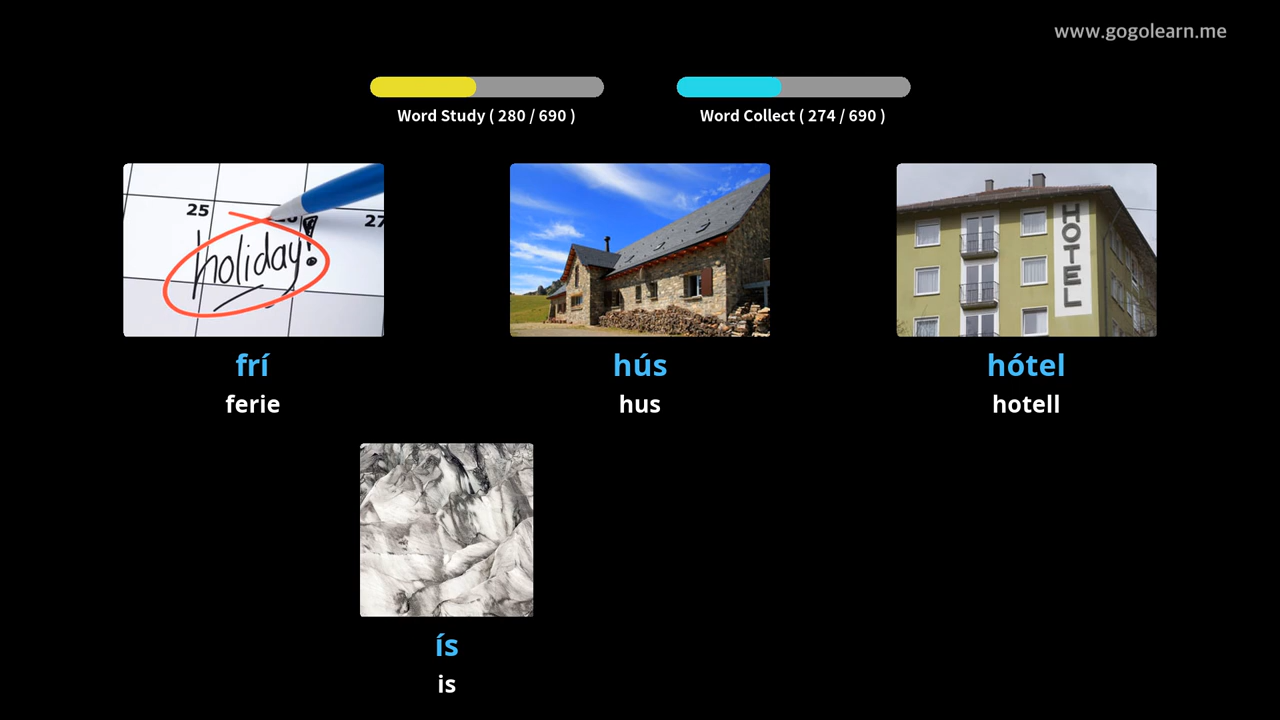 www.gogolearn.me
Word Study ( 280 / 690 )
Word Collect ( 274 / 690 )
25
27
holiday!
HOTEL
frí
hús
hótel
ferie
hus
hotell
ís
is